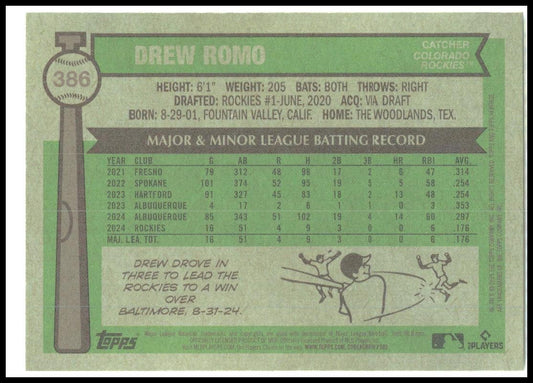 386
DREW ROMO
CATCHER
COLORADO
ROCKIES™
HEIGHT: 6'1" WEIGHT: 205 BATS: BOTH THROWS: RIGHT
DRAFTED: ROCKIES #1-JUNE, 2020 ACQ: VIA DRAFT
BORN: 8-29-01, FOUNTAIN VALLEY, CALIF. HOME: THE WOODLANDS, TEX.
MAJOR & MINOR LEAGUE BATTING RECORD
YEAR CLUB G AB R H 2B 3B HR RBI AVG.
2021 FRESNO 79 312 48 98 17 2 6 47 .314
2022 SPOKANE 101 374 52 95 19 5 5 58 .254
2023 HARTFORD 91 327 45 83 18 2 13 48 .254
2023 ALBUQUERQUE 4 17 2 6 1 0 0 3 .353
2024 ALBUQUERQUE 85 343 51 102 19 4 14 60 .297
2024 ROCKIES 16 51 4 9 3 0 0 6 .176
MAJ. LEA. TOT. 16 51 4 9 3 0 0 6 .176
DREW DROVE IN
THREE TO LEAD THE
ROCKIES TO A WIN
OVER
BALTIMORE, 8-31-24.
Topps
MLBPLAYERS